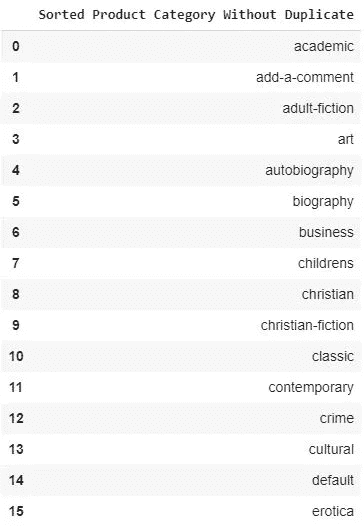 Sorted Product Category Without Duplicate
0 academic
1 add-a-comment
2 adult-fiction
3 art
4 autobiography
5 biography
6 business
7 childrens
8 christian
9 christian-fiction
10 classic
11 contemporary
12 crime
13 cultural
14 default
15 erotica